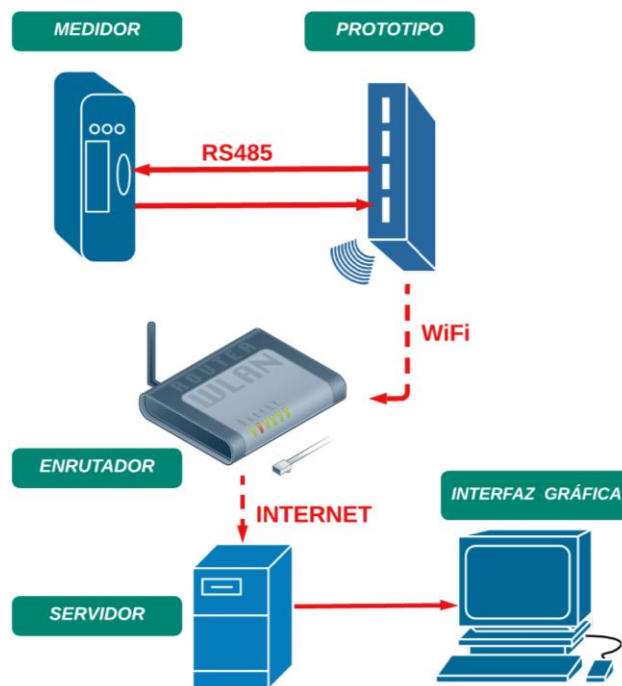 MEDIDOR
PROTOTIPO
RS485
WiFi
ROUTER
WLAN
ENRUTADOR
INTERFAZ GRÁFICA
INTERNET
SERVIDOR